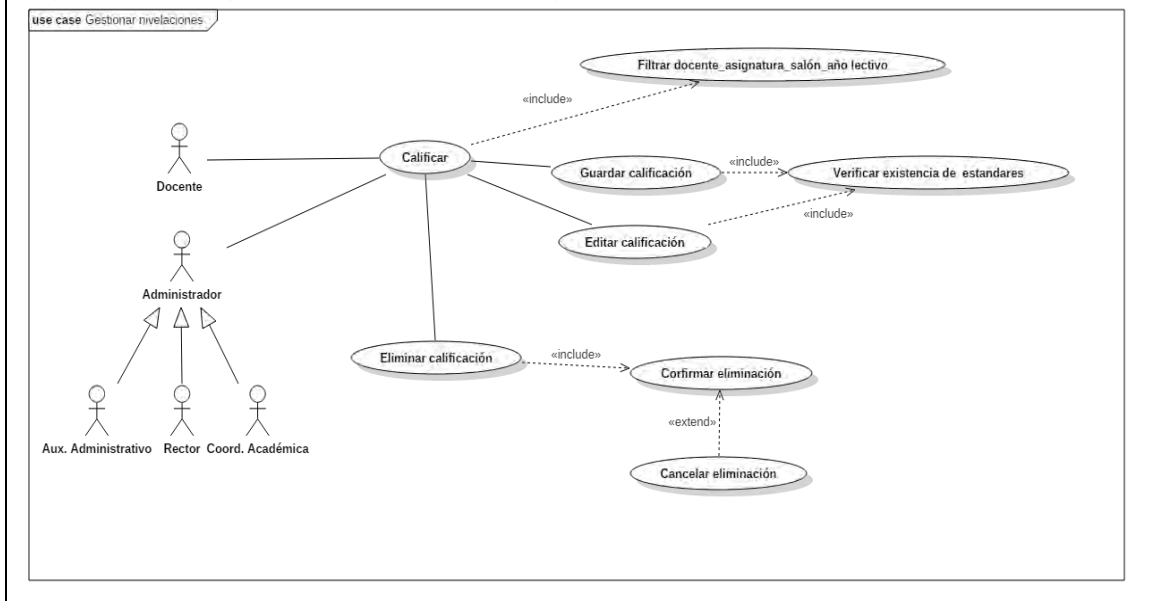 use case Gestionar nivelaciones
Filtrar docente_asignatura_salón_año lectivo
«include»
Docente
Calificar
Guardar calificación
«include»
Verificar existencia de estandares
Editar calificación
«include»
Administrador
Eliminar calificación
«include»
Confirmar eliminación
«extend»
Aux. Administrativo
Rector
Coord. Académica
Cancelar eliminación